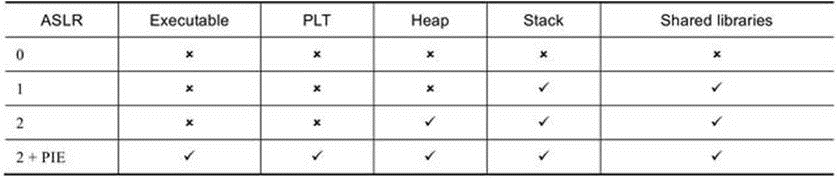 ASLR Executable PLT Heap Stack Shared libraries
0 × × × × ×
1 × × × ✓ ✓
2 × × ✓ ✓ ✓
2 + PIE ✓ ✓ ✓ ✓ ✓